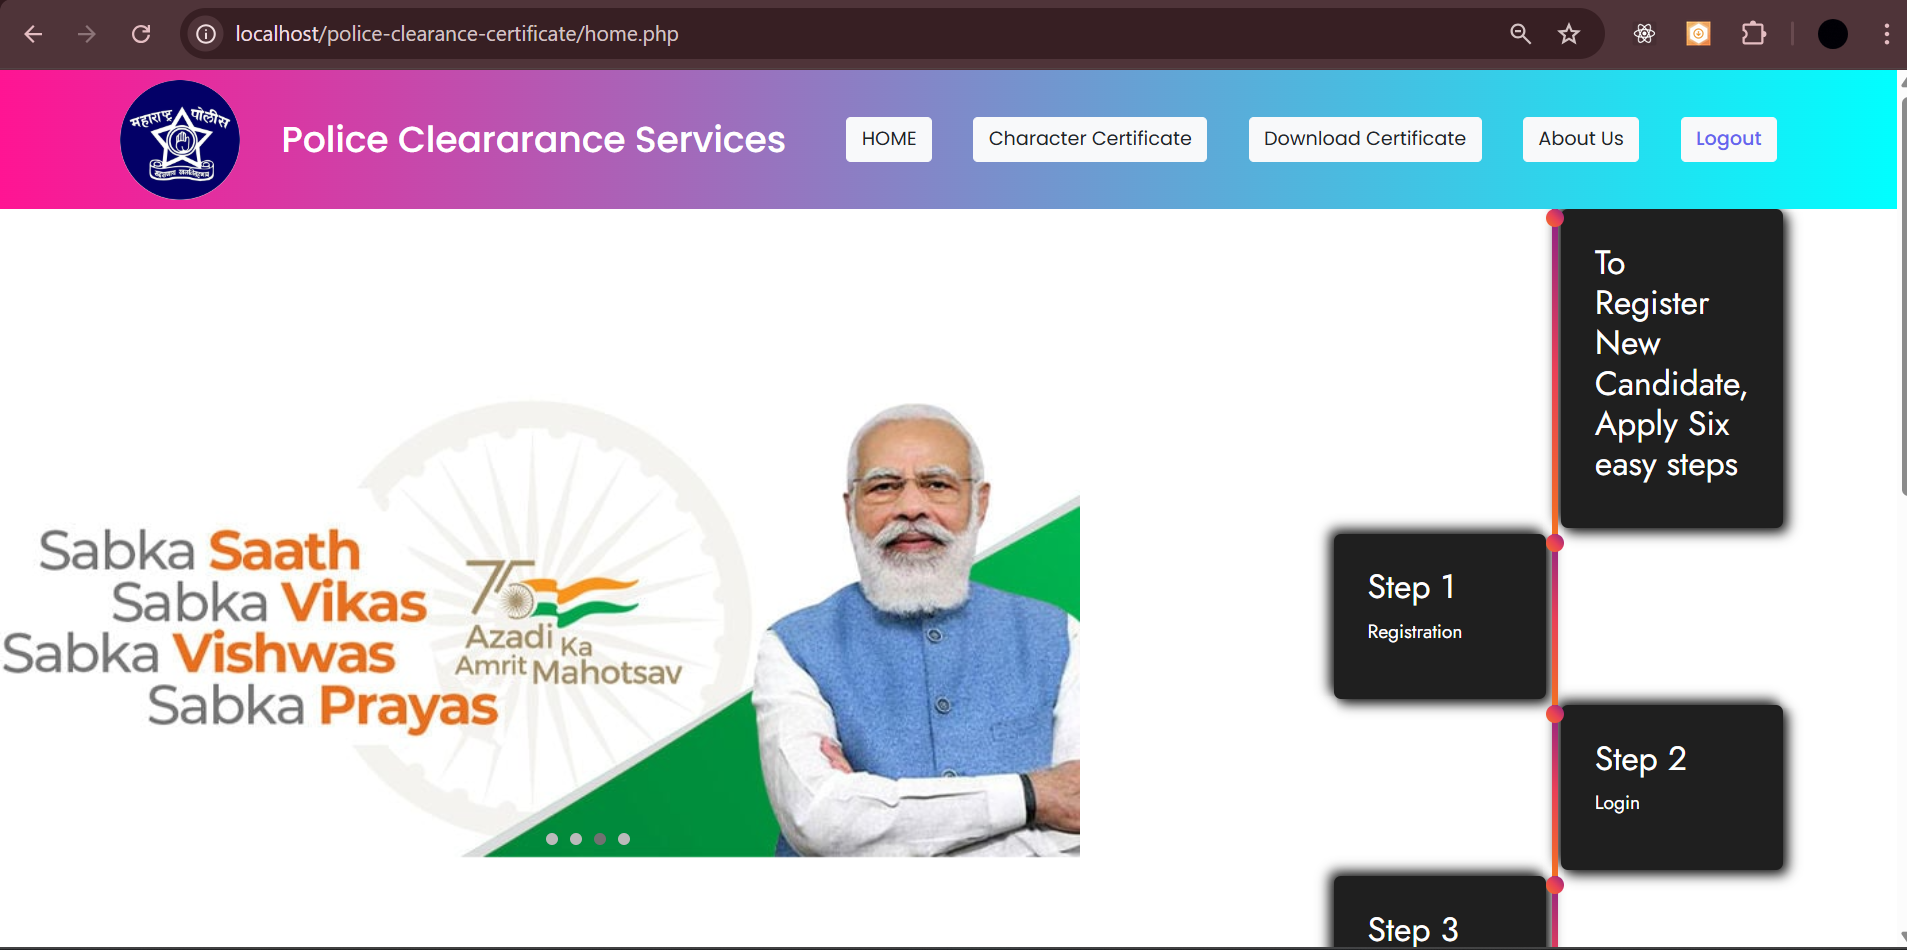 localhost/police-clearance-certificate/home.php
महाराष्ट्र पोलीस
Police Cleararance Services
HOME
Character Certificate
Download Certificate
About Us
Logout
To
Register
New
Candidate,
Apply Six
easy steps
Sabka Saath
Sabka Vikas
Sabka Vishwas
Sabka Prayas
75
Azadi Ka
Amrit Mahotsav
Step 1
Registration
Step 2
Login
Step 3